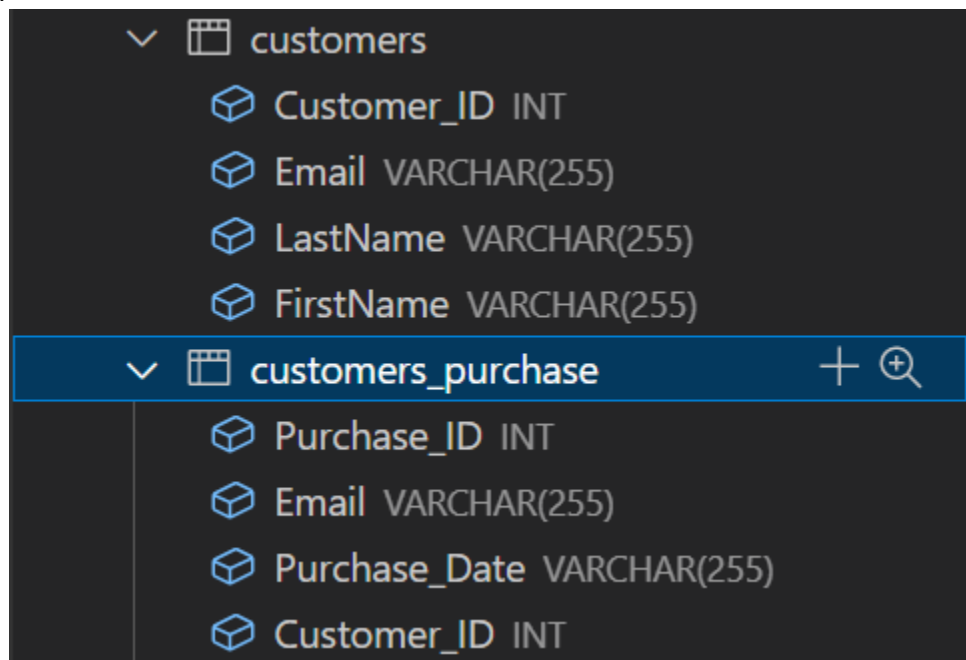 customers
Customer_ID INT
Email VARCHAR(255)
LastName VARCHAR(255)
FirstName VARCHAR(255)
customers_purchase
Purchase_ID INT
Email VARCHAR(255)
Purchase_Date VARCHAR(255)
Customer_ID INT